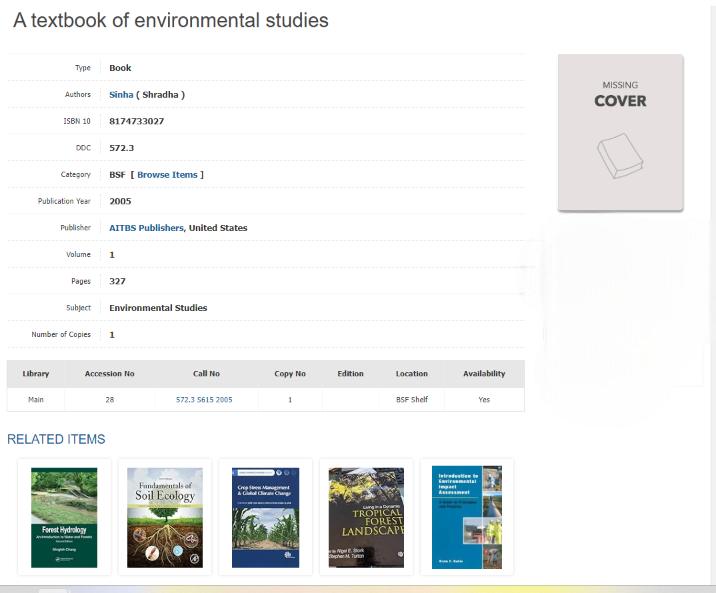 A textbook of environmental studies
Type Book
Authors Sinha ( Shradha )
ISBN 10 8174733027
DDC 572.3
Category BSF [ Browse Items ]
Publication Year 2005
Publisher AITBS Publishers, United States
Volume 1
Pages 327
Subject Environmental Studies
Number of Copies 1
MISSING
COVER
Library Accession No Call No Copy No Edition Location Availability
Main 28 572.3 S615 2005 1 BSF Shelf Yes
RELATED ITEMS
Forest Hydrology
An Introduction to Water and Forests
Mingteh Chang
Fundamentals of
Soil Ecology
Crop Stress Management
& Global Climate Change
Living in a Dynamic
TROPICAL
FOREST
LANDSCAPE
Nigel E. Stork
Stephen M. Turton
Introduction to
Environmental
Impact
Assessment